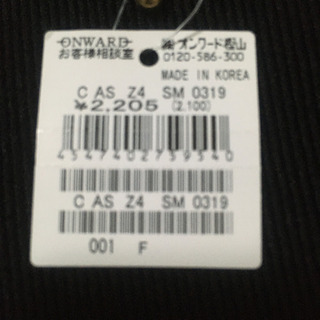 ONWARD ㈱オンワード樫山
お客様相談室 0120-586-300
MADE IN KOREA
C AS Z4 SM 0319
¥2,205 (2,100)
4547402759540
C AS Z4 SM 0319
001 F